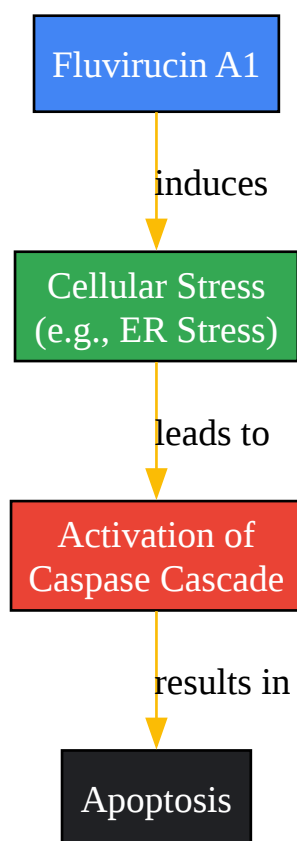 Fluvirucin A1
induces
Cellular Stress
(e.g., ER Stress)
leads to
Activation of
Caspase Cascade
results in
Apoptosis